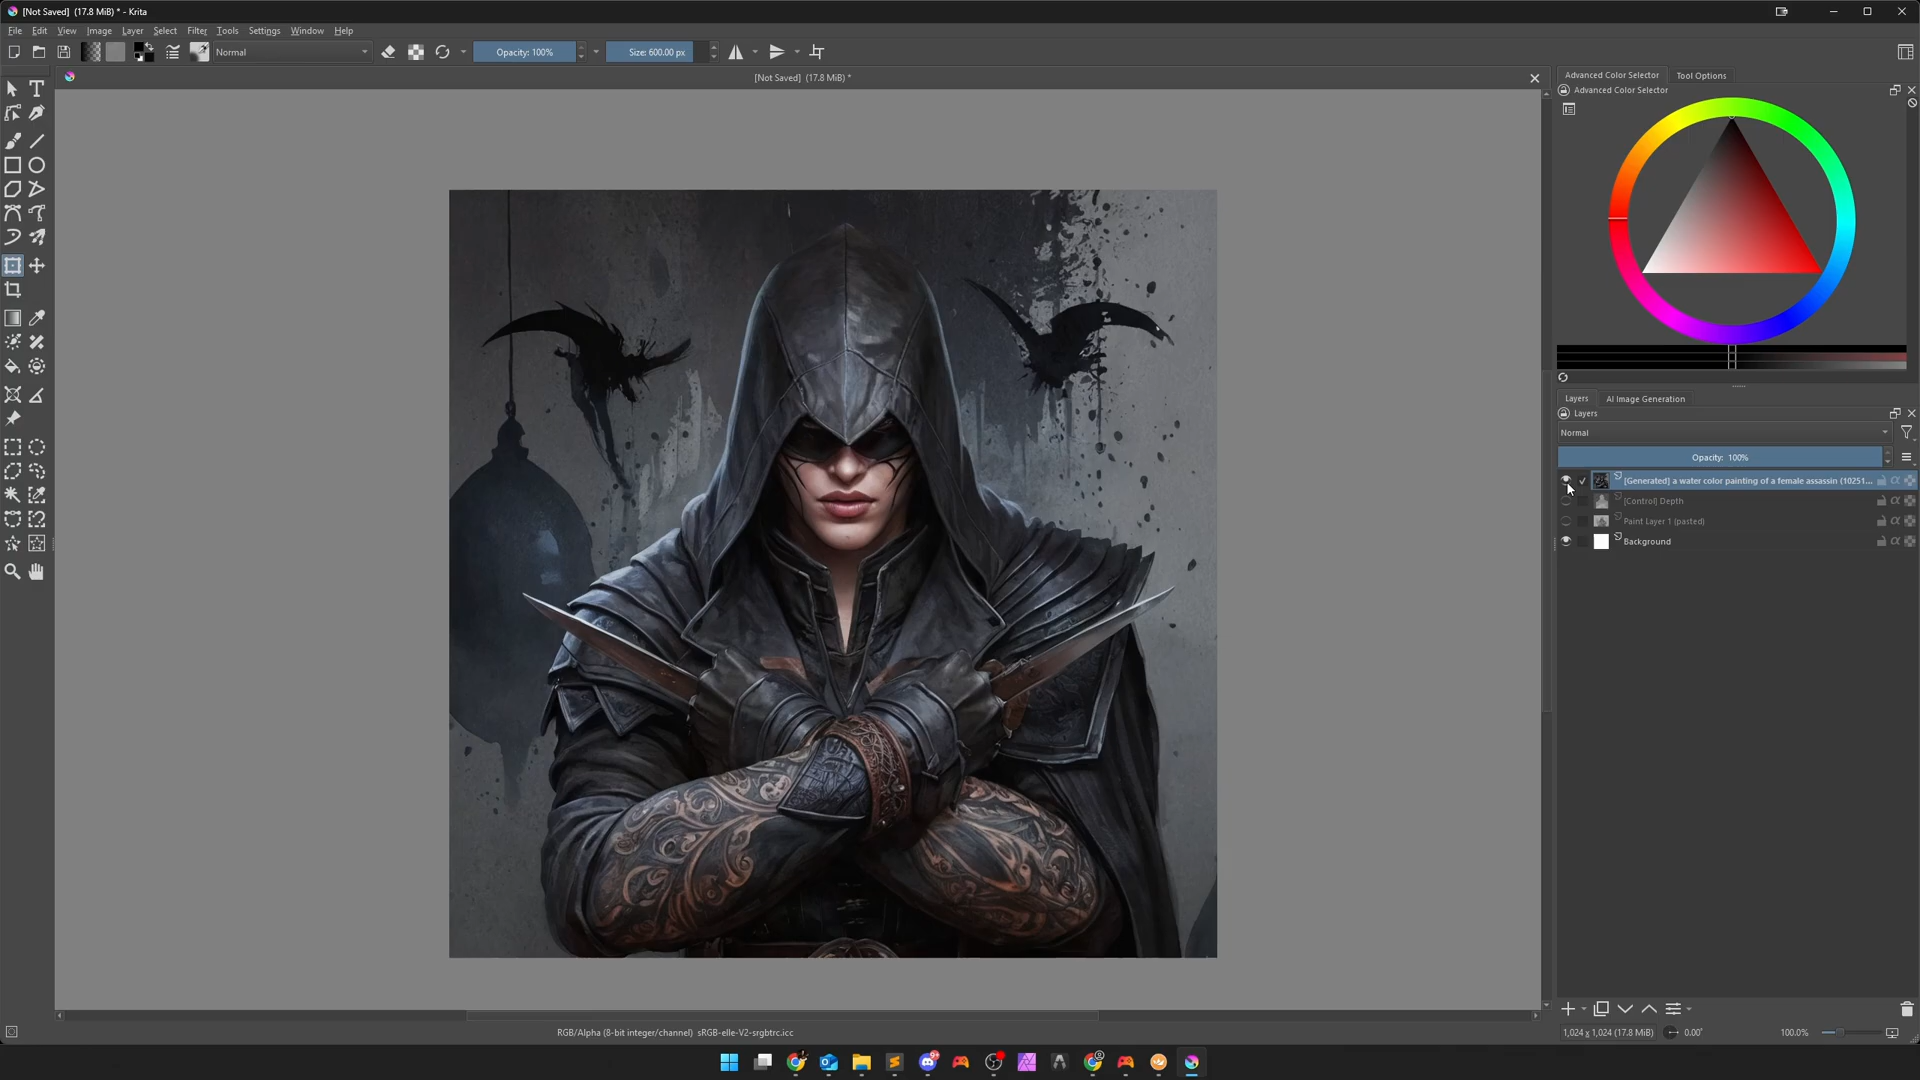 [Not Saved]  (17.8 MiB) * - Krita
File Edit View Image Layer Select Filter Tools Settings Window Help
Normal
Opacity: 100%
Size: 600.00 px
[Not Saved]  (17.8 MiB) *
Advanced Color Selector
Tool Options
Advanced Color Selector
Layers
AI Image Generation
Layers
Normal
Opacity:  100%
[Generated] a water color painting of a female assassin (10251...
[Control] Depth
Paint Layer 1 (pasted)
Background
RGB/Alpha (8-bit integer/channel)  sRGB-elle-V2-srgbtrc.icc
1,024 x 1,024 (17.8 MiB)
0.00°
100.0%